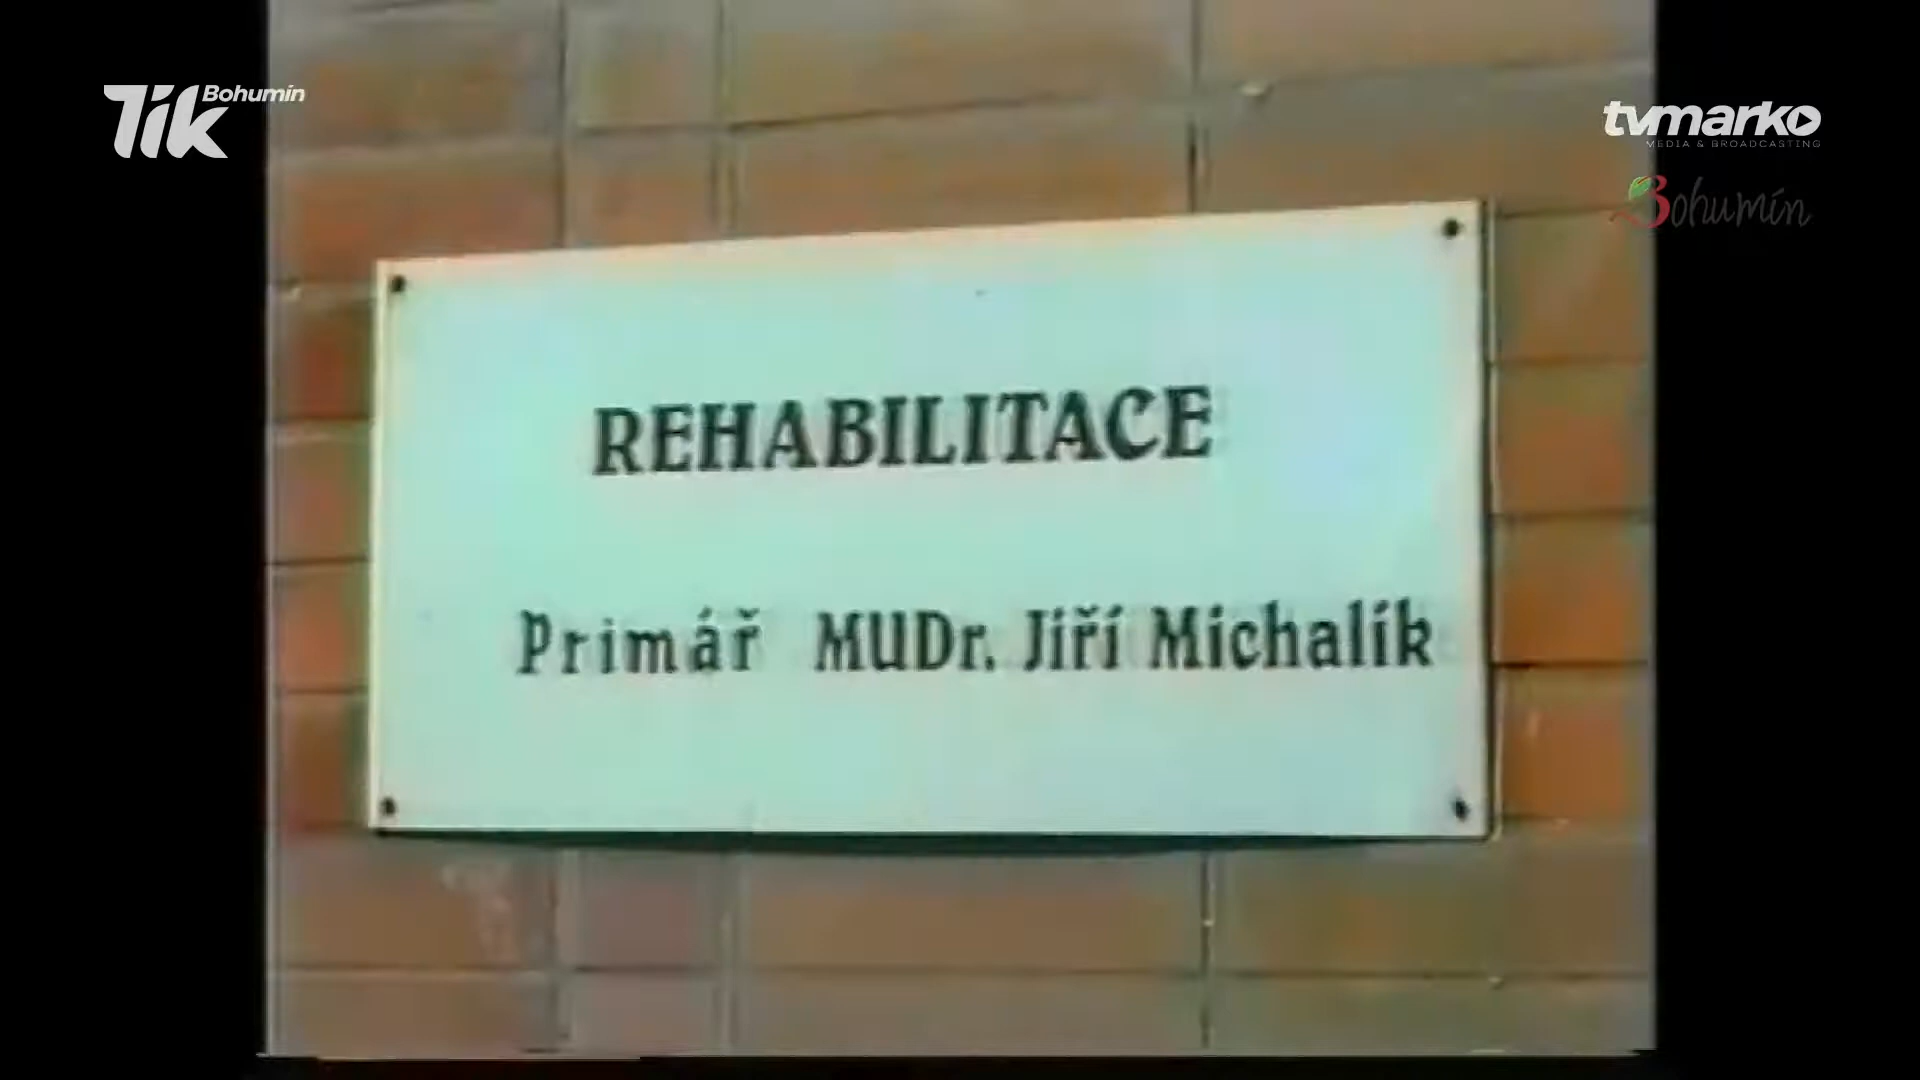 Tik Bohumín
tvmarko
MEDIA & BROADCASTING
Bohumín
REHABILITACE
Primář MUDr. Jiří Michalík